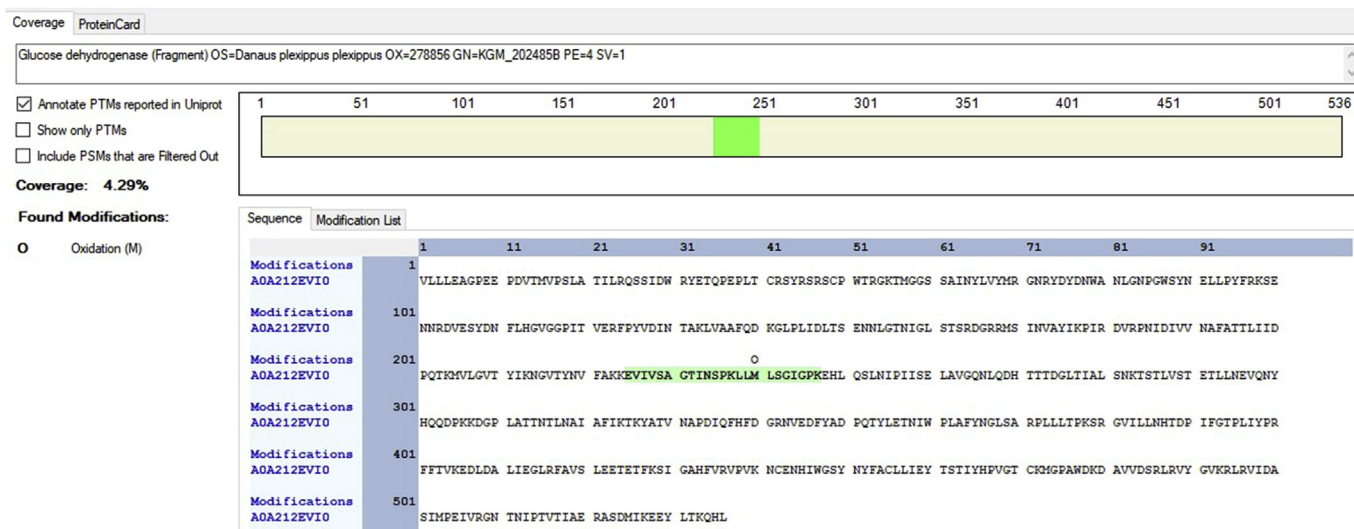 Coverage ProteinCard
Glucose dehydrogenase (Fragment) OS=Danaus plexippus plexippus OX=278856 GN=KGM_202485B PE=4 SV=1
Annotate PTMs reported in Uniprot
Show only PTMs
Include PSMs that are Filtered Out
Coverage: 4.29%
Found Modifications:
O Oxidation (M)
1 51 101 151 201 251 301 351 401 451 501 536
Sequence Modification List
1 11 21 31 41 51 61 71 81 91
Modifications 1
A0A212EVI0 VLLLEAGPEE PDVTMVPSLA TILRQSSIDW RYETQPEPLT CRSYRSRSCP WTRGKTMGGS SAINYLVYMR GNRYDYDNWA NLGNPGWSYN ELLPYFRKSE
Modifications 101
A0A212EVI0 NNRDVESYDN FLHGVGGPIT VERFPYVDIN TAKLVAAFQD KGLPLIDLTS ENNLGTNIGL STSRDGRRMS INVAYIKPIR DVRPNIDIVV NAFATTLIID
Modifications 201 O
A0A212EVI0 PQTKMVLGVT YIKNGVTYNV FAKKEVIVSA GTINSPKLLM LSGIGPKEHL QSLNIPIISE LAVGQNLQDH TTTDGLTIAL SNKTSTLVST ETLLNEVQNY
Modifications 301
A0A212EVI0 HQQDPKKDGP LATTNTLNAI AFIKTKYATV NAPDIQFHFD GRNVEDFYAD PQTYLETNIW PLAFYNGLSA RPLLLTPKSR GVILLNHTDP IFGTPLIYPR
Modifications 401
A0A212EVI0 FFTVKEDLDA LIEGLRFAVS LEETETFKSI GAHFVRVPVK NCENHIWGSY NYFACLLIEY TSTIYHPVGT CKMGPAWDKD AVVDSRLRVY GVKRLRVIDA
Modifications 501
A0A212EVI0 SIMPEIVRGN TNIPTVTIAE RASDMIKEEY LTKQHL